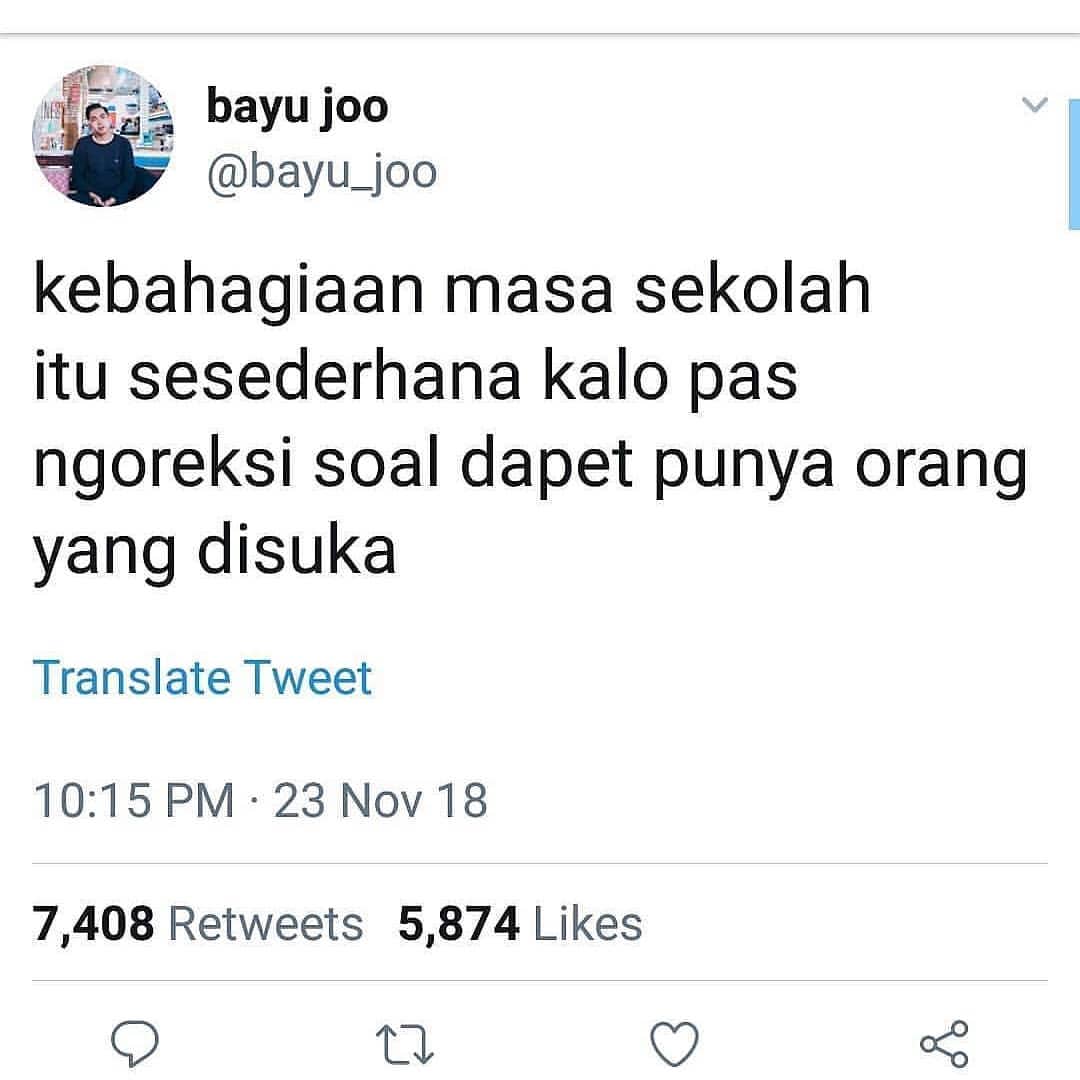 bayu joo
@bayu_joo
kebahagiaan masa sekolah
itu sesederhana kalo pas
ngoreksi soal dapet punya orang
yang disuka
Translate Tweet
10:15 PM · 23 Nov 18
7,408 Retweets 5,874 Likes